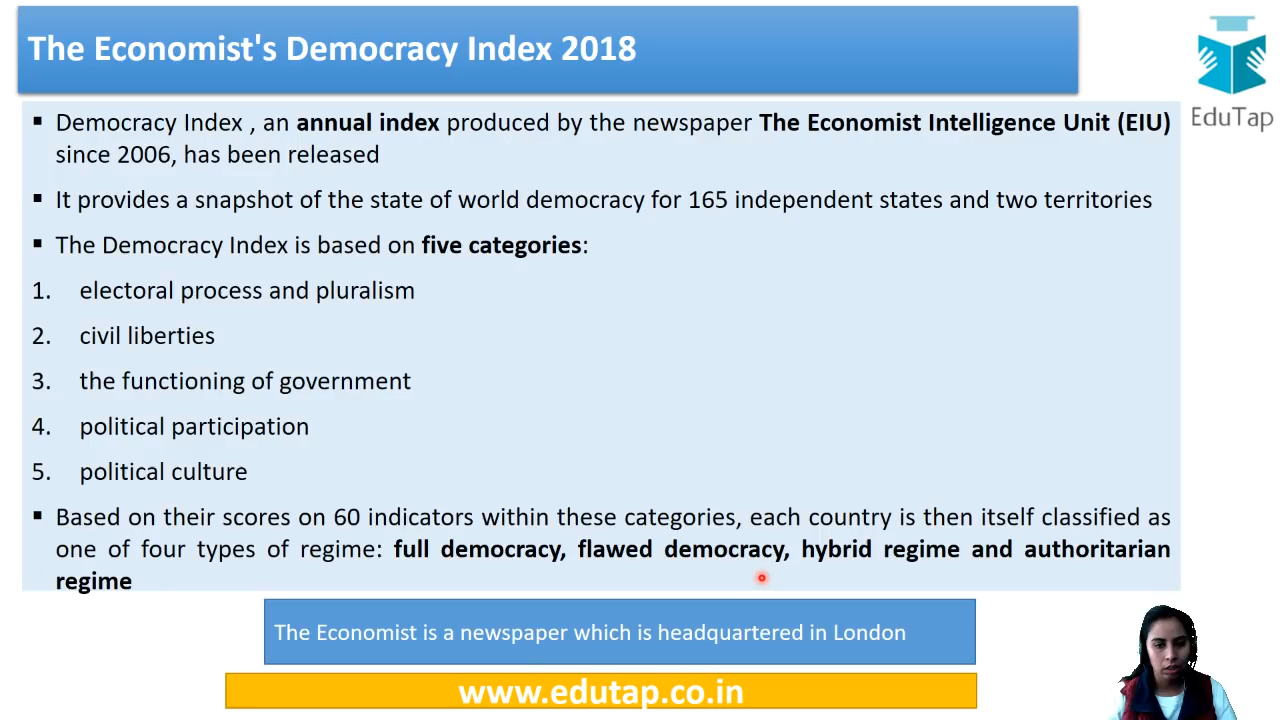 The Economist's Democracy Index 2018
EduTap
▪ Democracy Index , an annual index produced by the newspaper The Economist Intelligence Unit (EIU)
since 2006, has been released
▪ It provides a snapshot of the state of world democracy for 165 independent states and two territories
▪ The Democracy Index is based on five categories:
1. electoral process and pluralism
2. civil liberties
3. the functioning of government
4. political participation
5. political culture
▪ Based on their scores on 60 indicators within these categories, each country is then itself classified as
one of four types of regime: full democracy, flawed democracy, hybrid regime and authoritarian
regime
The Economist is a newspaper which is headquartered in London
www.edutap.co.in